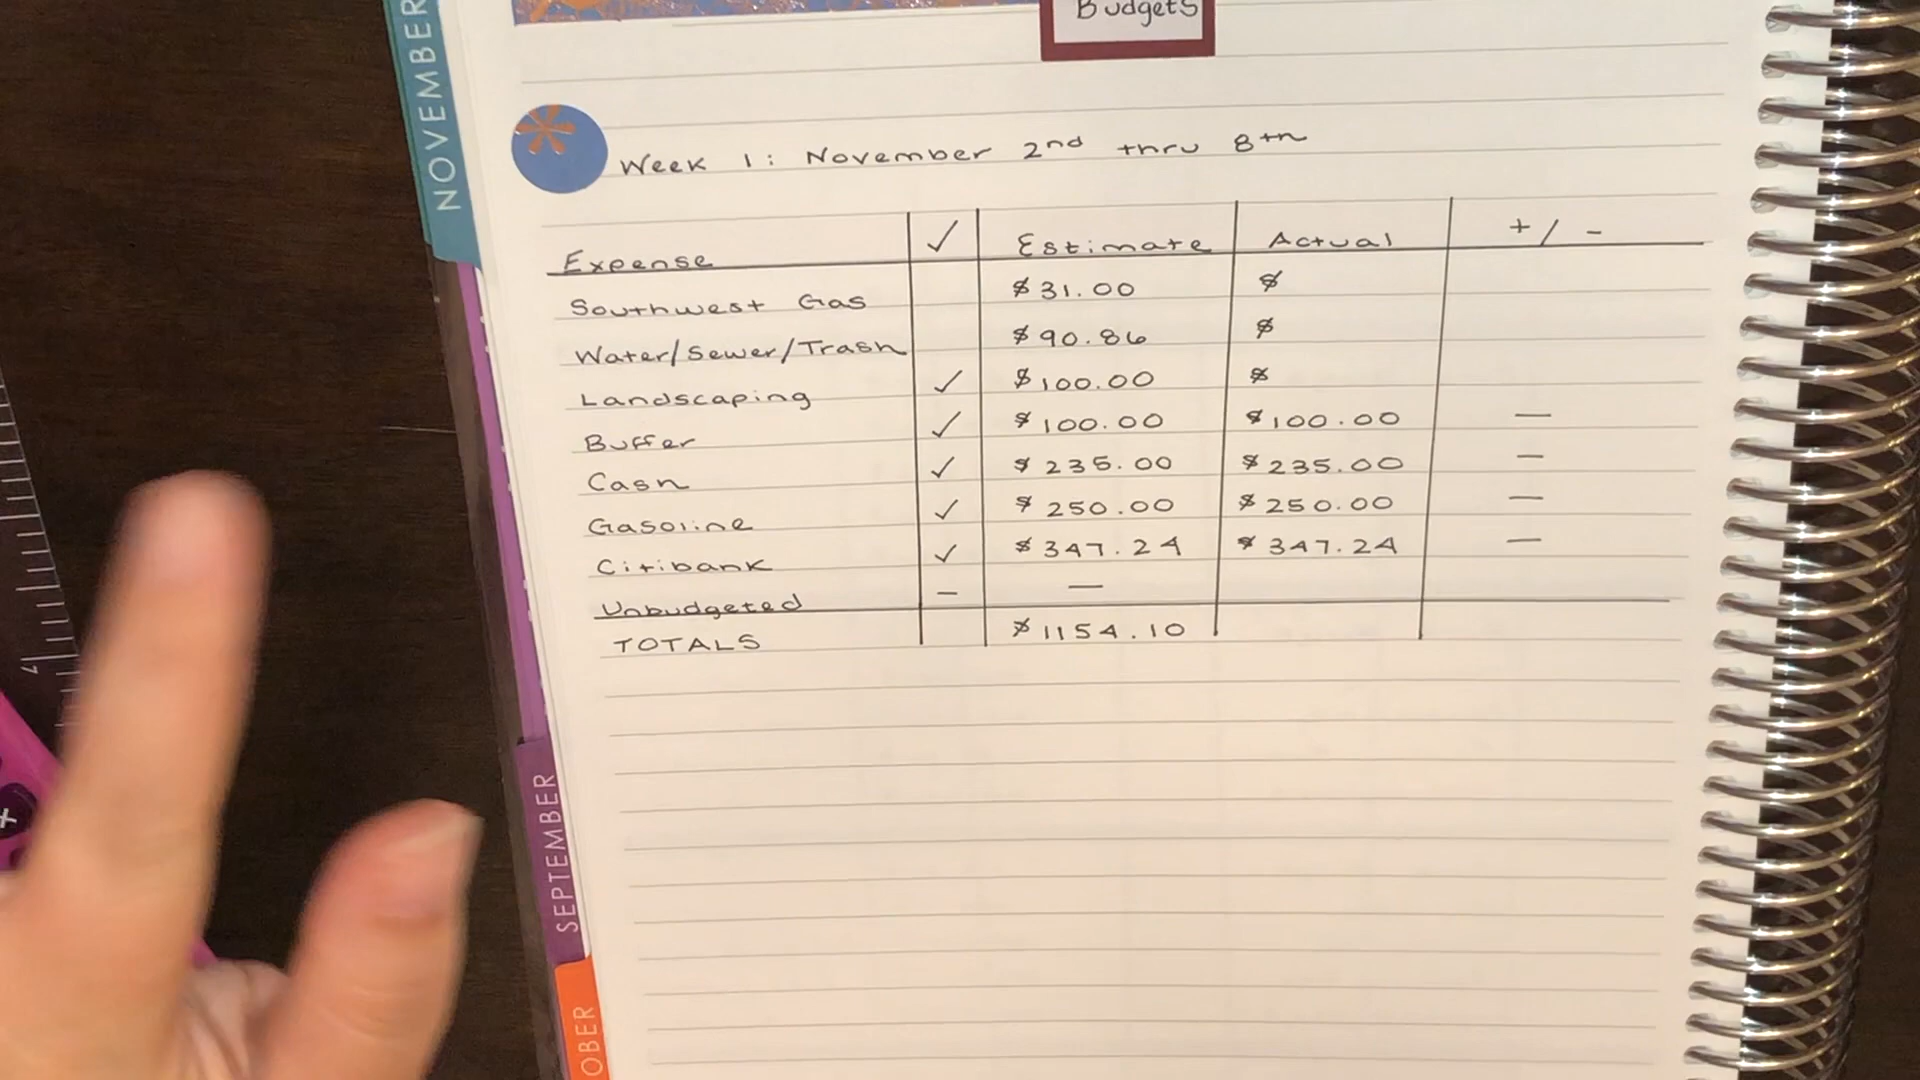 Budgets
NOVEMBER
Week 1: November 2nd thru 8th
Expense ✓ Estimate Actual +/-
Southwest Gas $31.00 $
Water/Sewer/Trash $90.86 $
Landscaping ✓ $100.00 $
Buffer ✓ $100.00 $100.00 —
Cash ✓ $235.00 $235.00 —
Gasoline ✓ $250.00 $250.00 —
Citibank ✓ $347.24 $347.24 —
Unbudgeted - —
TOTALS $1154.10
SEPTEMBER
OBER